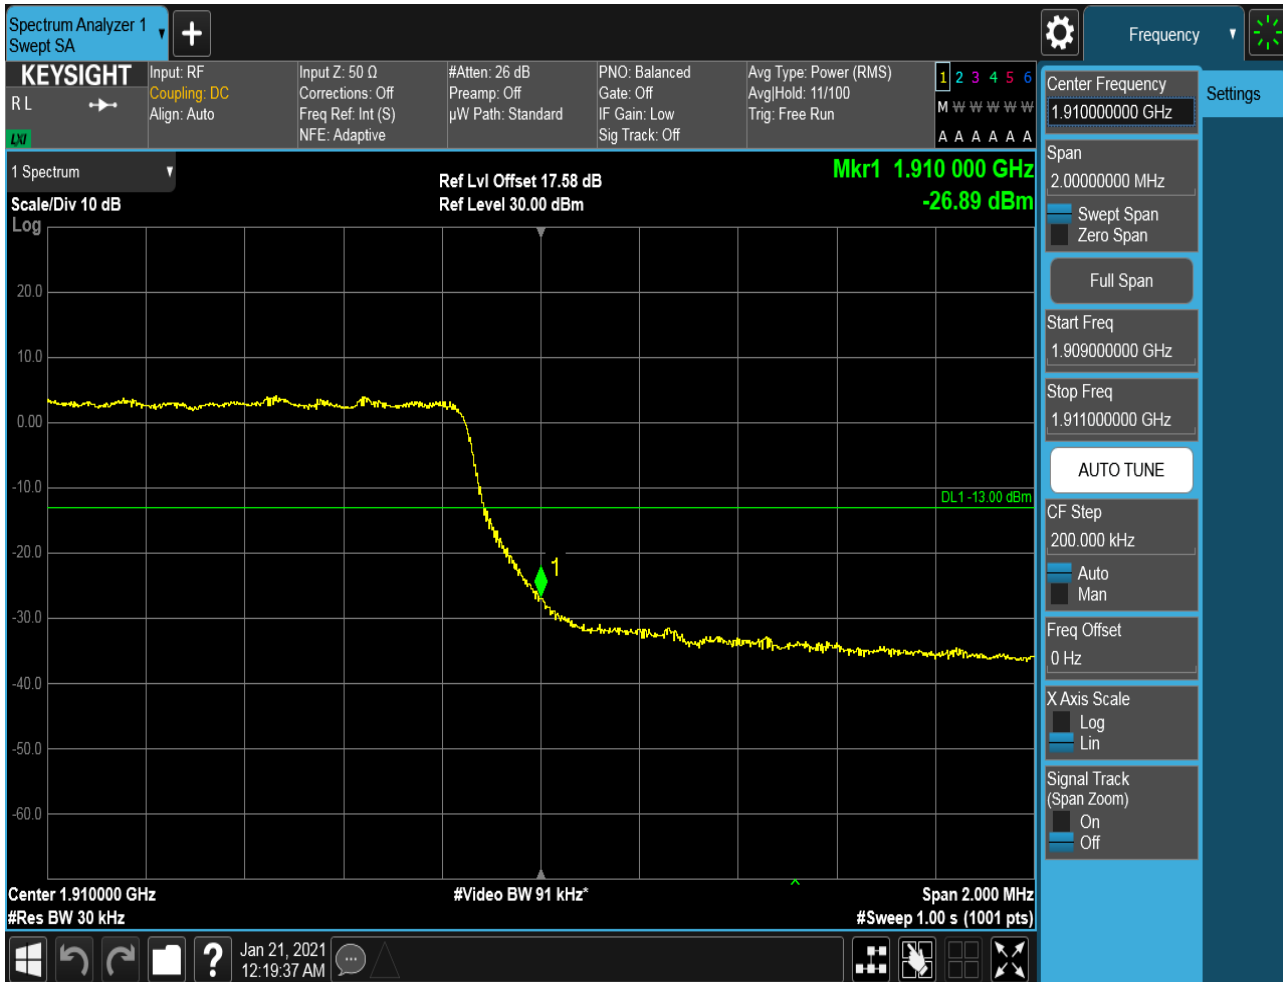 Spectrum Analyzer 1
Swept SA
+
Frequency
KEYSIGHT
R L
LXI
Input: RF
Coupling: DC
Align: Auto
Input Z: 50 Ω
Corrections: Off
Freq Ref: Int (S)
NFE: Adaptive
#Atten: 26 dB
Preamp: Off
µW Path: Standard
PNO: Balanced
Gate: Off
IF Gain: Low
Sig Track: Off
Avg Type: Power (RMS)
Avg|Hold: 11/100
Trig: Free Run
1 2 3 4 5 6
M W W W W W
A A A A A A
1 Spectrum
Scale/Div 10 dB
Log
Ref Lvl Offset 17.58 dB
Ref Level 30.00 dBm
Mkr1 1.910 000 GHz
-26.89 dBm
20.0
10.0
0.00
-10.0
-20.0
-30.0
-40.0
-50.0
-60.0
DL1 -13.00 dBm
1
Center 1.910000 GHz
#Res BW 30 kHz
#Video BW 91 kHz*
Span 2.000 MHz
#Sweep 1.00 s (1001 pts)
Jan 21, 2021
12:19:37 AM
?
Center Frequency
1.910000000 GHz
Settings
Span
2.00000000 MHz
Swept Span
Zero Span
Full Span
Start Freq
1.909000000 GHz
Stop Freq
1.911000000 GHz
AUTO TUNE
CF Step
200.000 kHz
Auto
Man
Freq Offset
0 Hz
X Axis Scale
Log
Lin
Signal Track
(Span Zoom)
On
Off